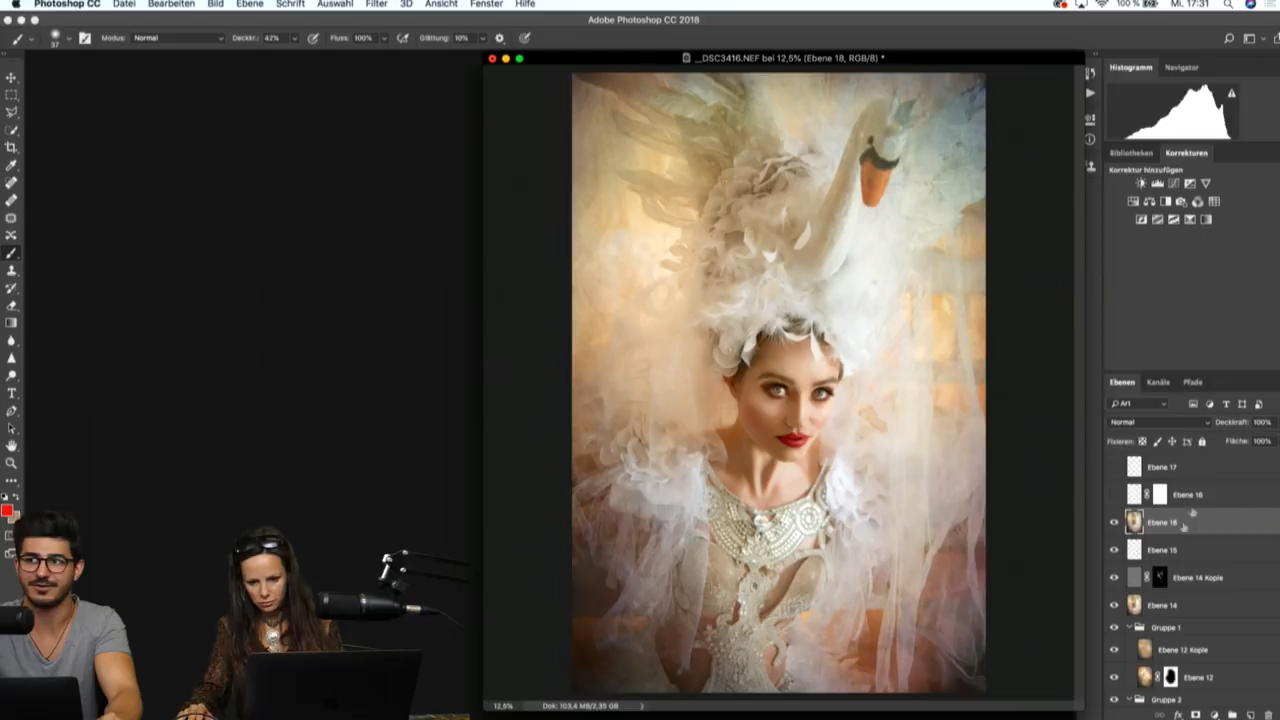 Photoshop CC Datei Bearbeiten Bild Ebene Schrift Auswahl Filter 3D Ansicht Fenster Hilfe 100 % Mi. 17:31
Adobe Photoshop CC 2018
37 Modus: Normal Deckkr.: 42% Fluss: 100% Glättung: 10%
__DSC3416.NEF bei 12,5% (Ebene 18, RGB/8) *
Histogramm Navigator
Bibliotheken Korrekturen
Korrektur hinzufügen
Ebenen Kanäle Pfade
Art
Normal Deckkraft: 100%
Fixieren: Fläche: 100%
Ebene 17
Ebene 16
Ebene 18
Ebene 15
Ebene 14 Kopie
Ebene 14
Gruppe 1
Ebene 12 Kopie
Ebene 12
Gruppe 2
12,5% Dok: 103,4 MB/2,35 GB
fx